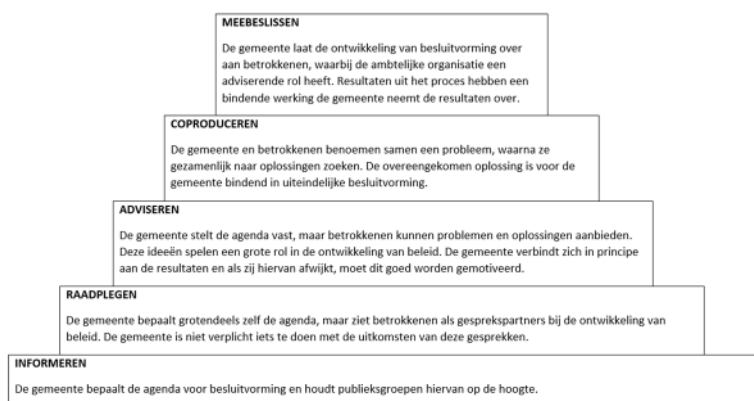 MEEBESLISSEN
De gemeente laat de ontwikkeling van besluitvorming over
aan betrokkenen, waarbij de ambtelijke organisatie een
adviserende rol heeft. Resultaten uit het proces hebben een
bindende werking de gemeente neemt de resultaten over.
COPRODUCEREN
De gemeente en betrokkenen benoemen samen een probleem, waarna ze
gezamenlijk naar oplossingen zoeken. De overeengekomen oplossing is voor de
gemeente bindend in uiteindelijke besluitvorming.
ADVISEREN
De gemeente stelt de agenda vast, maar betrokkenen kunnen problemen en oplossingen aanbieden.
Deze ideeën spelen een grote rol in de ontwikkeling van beleid. De gemeente verbindt zich in principe
aan de resultaten en als zij hiervan afwijkt, moet dit goed worden gemotiveerd.
RAADPLEGEN
De gemeente bepaalt grotendeels zelf de agenda, maar ziet betrokkenen als gesprekspartners bij de ontwikkeling van
beleid. De gemeente is niet verplicht iets te doen met de uitkomsten van deze gesprekken.
INFORMEREN
De gemeente bepaalt de agenda voor besluitvorming en houdt publieksgroepen hiervan op de hoogte.